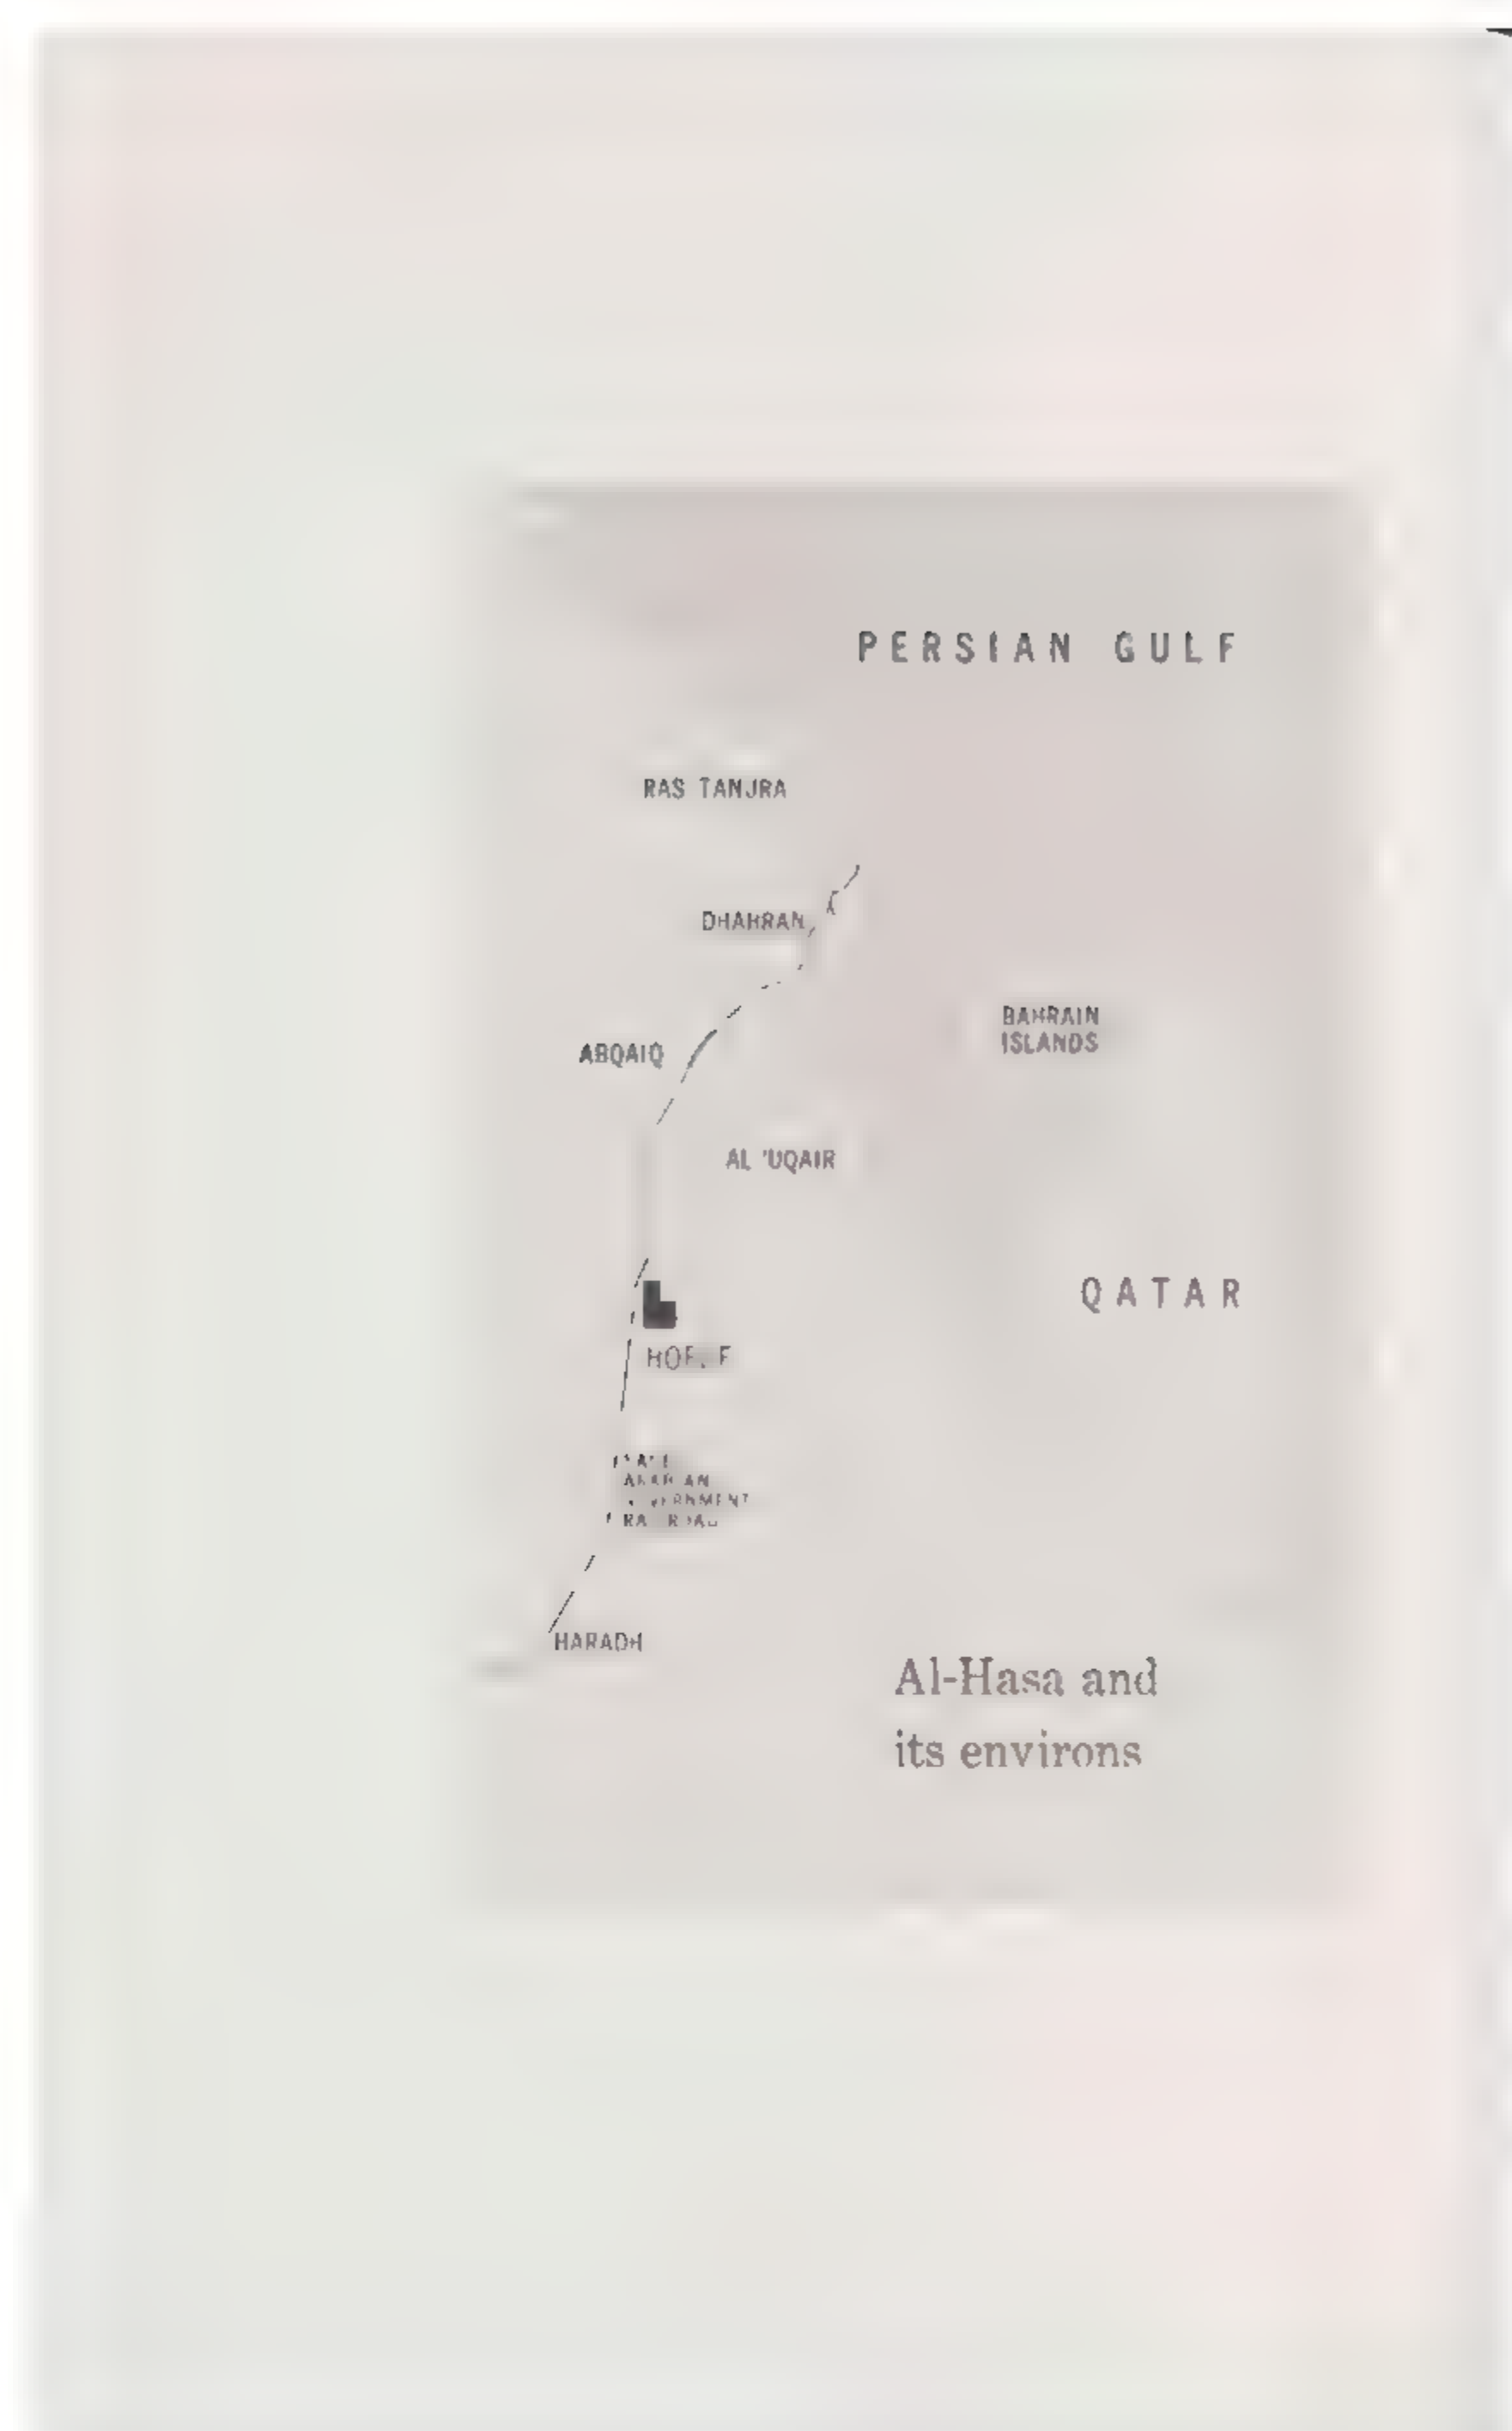 PERSIAN GULF
RAS TANJRA
DHAHRAN
BAHRAIN
ISLANDS
ABQAIQ
AL 'UQAIR
QATAR
HARADH
Al-Hasa and
its environs